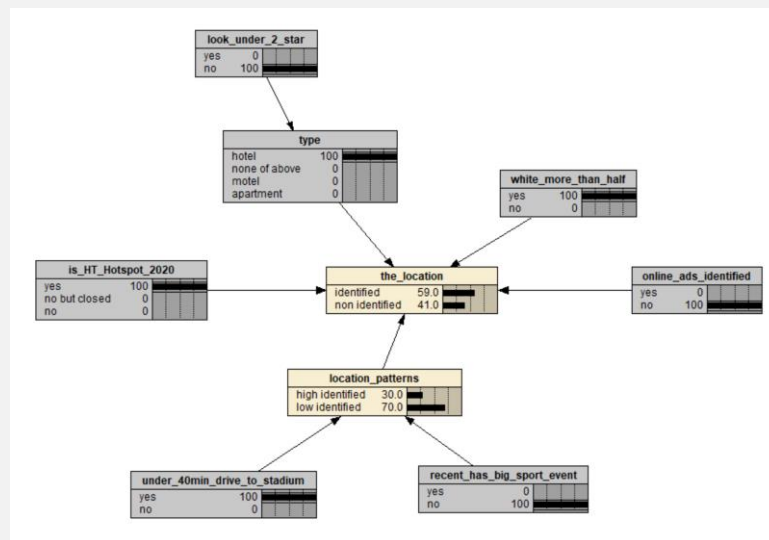 look_under_2_star
yes 0
no 100
type
hotel 100
none of above 0
motel 0
apartment 0
white_more_than_half
yes 100
no 0
is_HT_Hotspot_2020
yes 100
no but closed 0
no 0
the_location
identified 59.0
non identified 41.0
online_ads_identified
yes 0
no 100
location_patterns
high identified 30.0
low identified 70.0
under_40min_drive_to_stadium
yes 100
no 0
recent_has_big_sport_event
yes 0
no 100